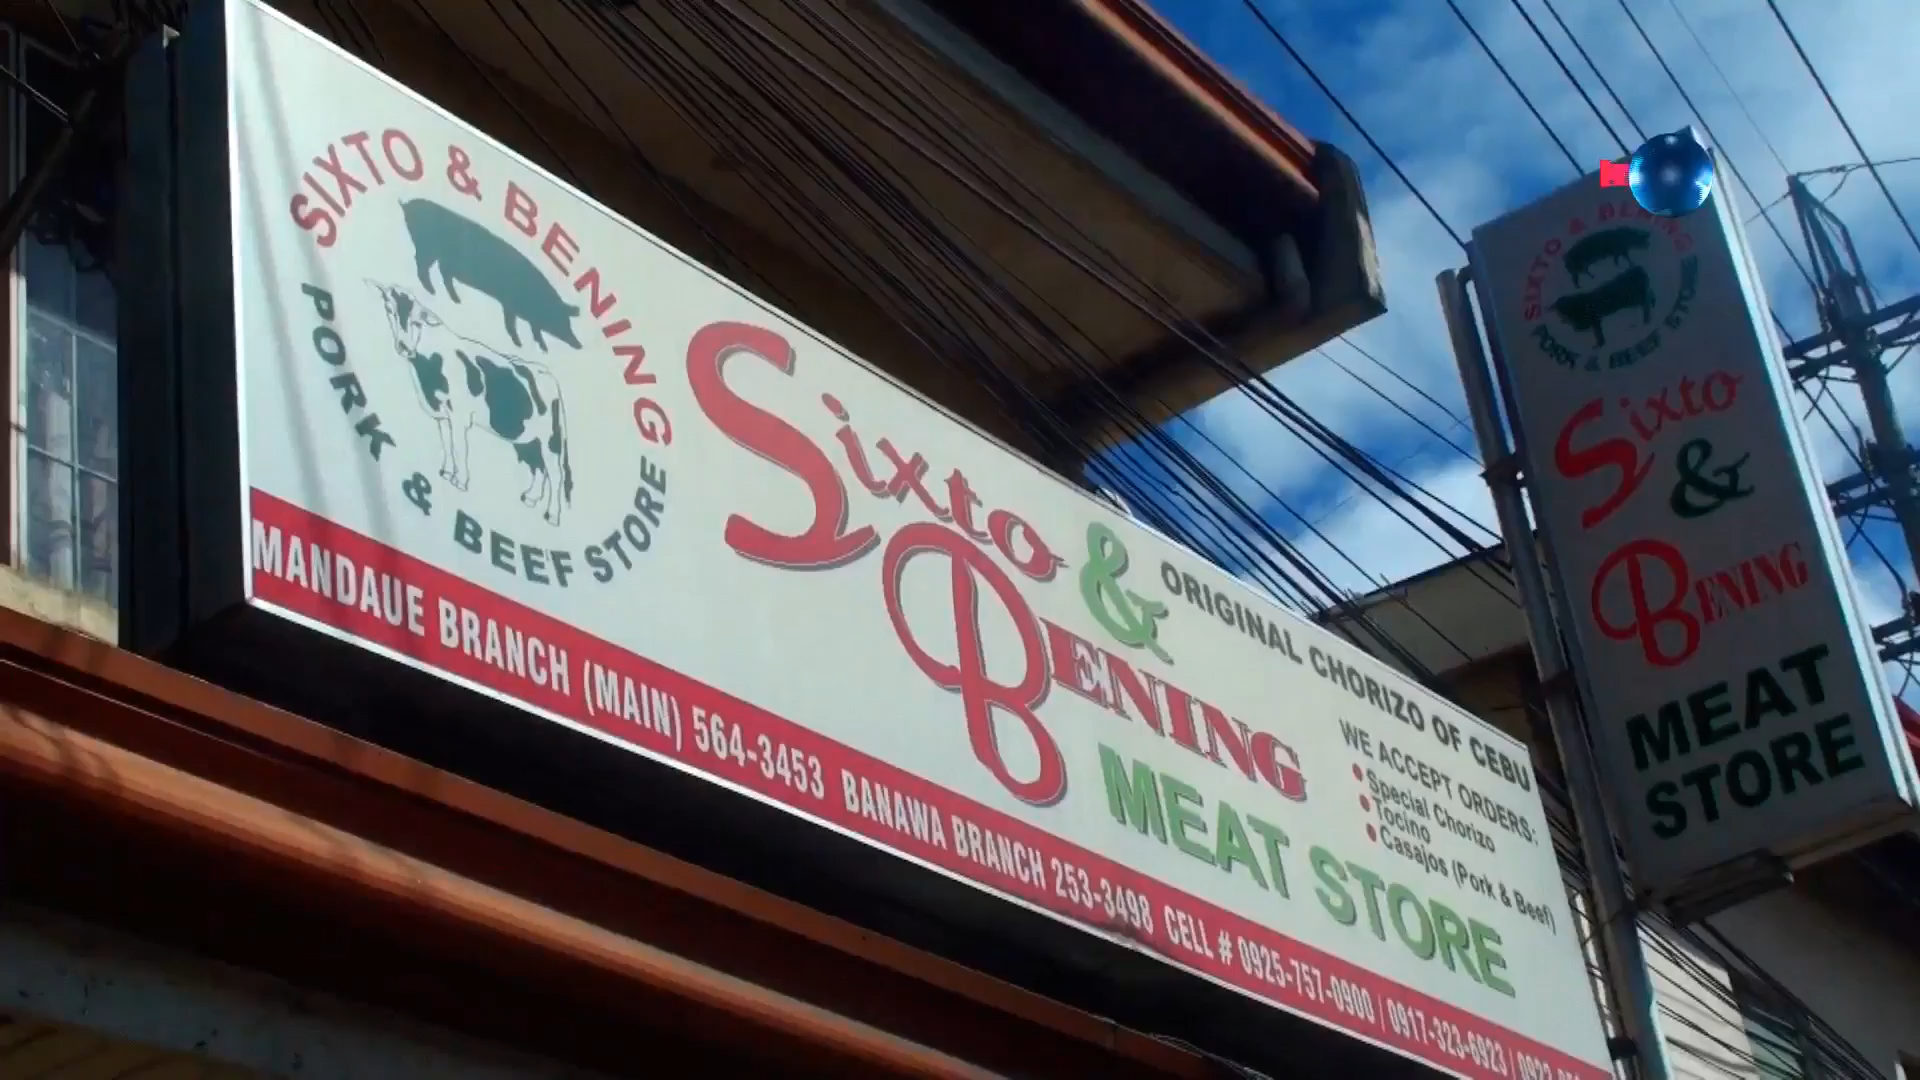 SIXTO & BENING
PORK & BEEF STORE
Sixto &
BENING
MEAT STORE
ORIGINAL CHORIZO OF CEBU
WE ACCEPT ORDERS:
• Special Chorizo
• Tocino
• Casajos (Pork & Beef)
MANDAUE BRANCH (MAIN) 564-3453 BANAWA BRANCH 253-3498 CELL # 0925-757-0900 | 0917-323-6923 |
SIXTO & BENING
PORK & BEEF STORE
Sixto
&
BENING
MEAT
STORE